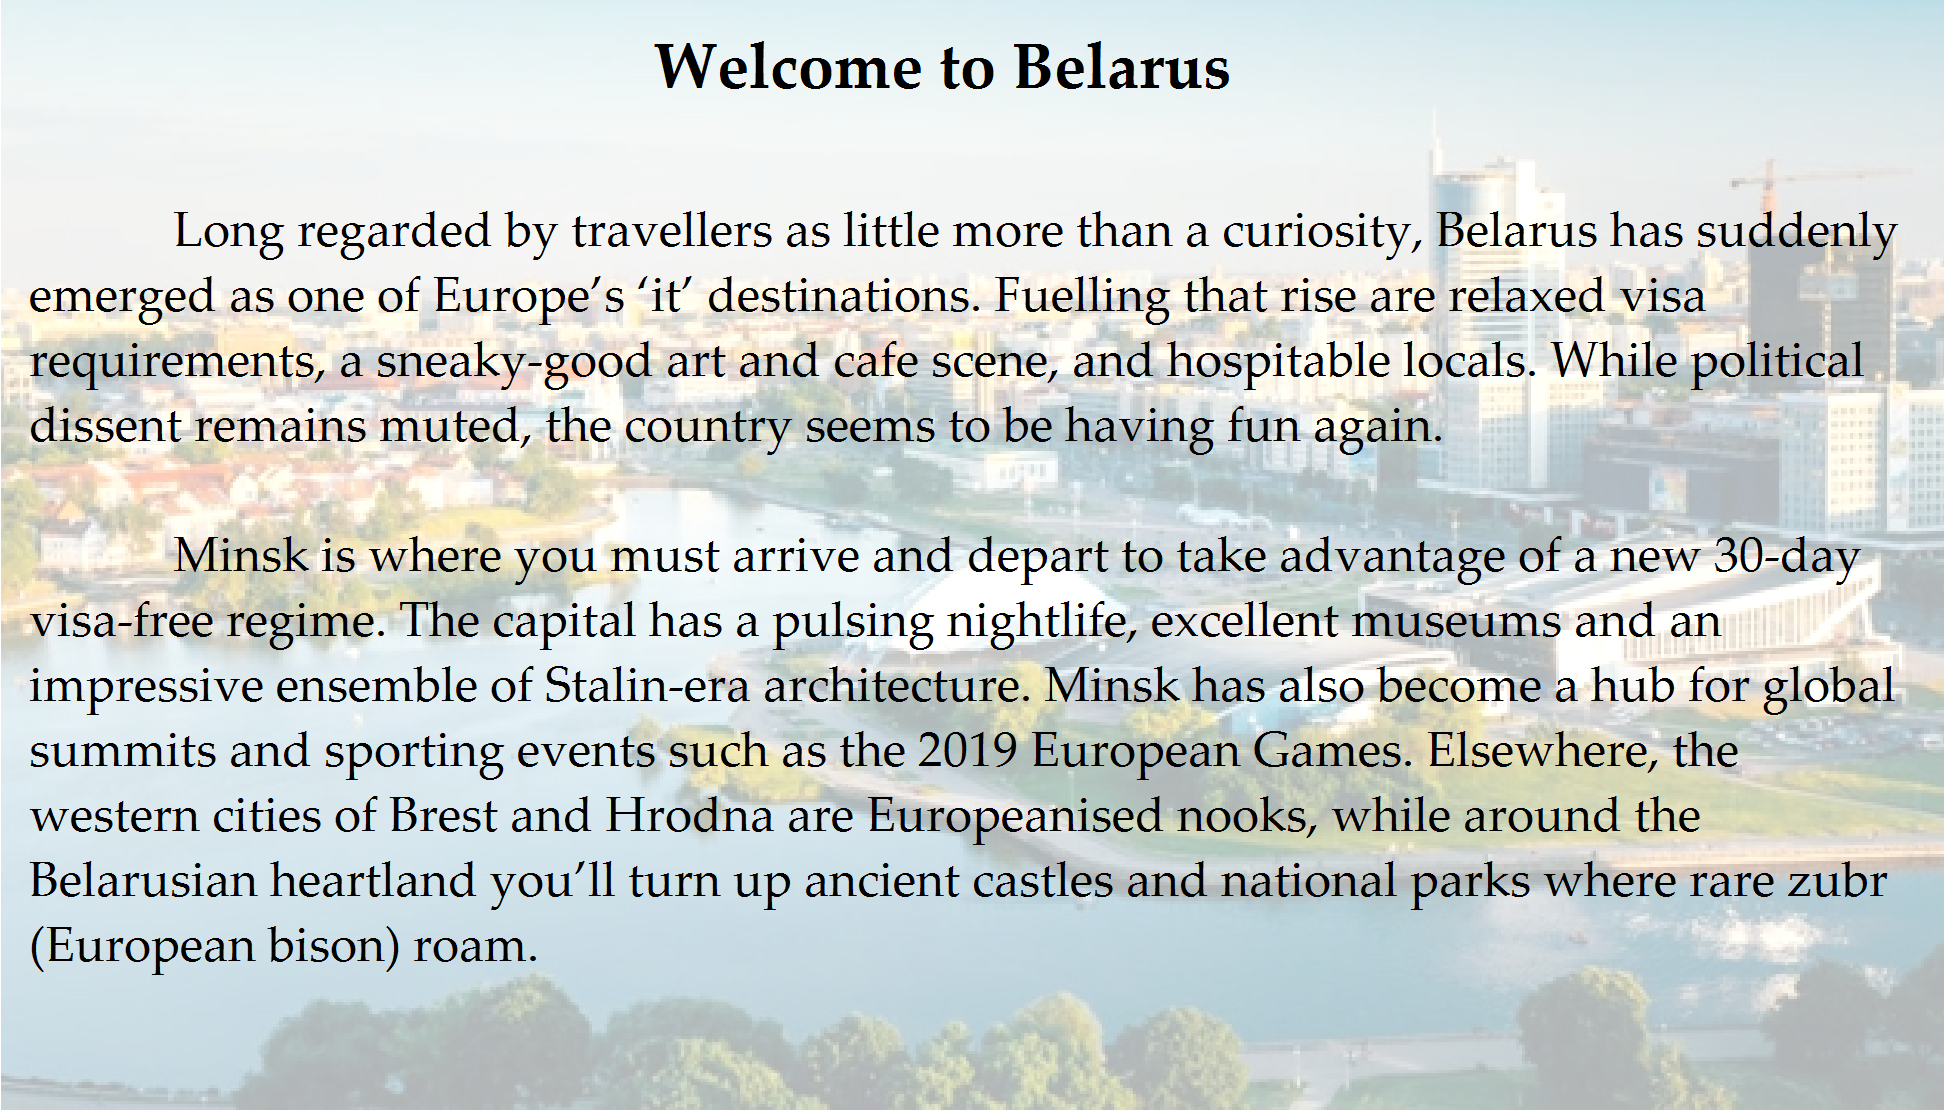 Welcome to Belarus
Long regarded by travellers as little more than a curiosity, Belarus has suddenly
emerged as one of Europe’s ‘it’ destinations. Fuelling that rise are relaxed visa
requirements, a sneaky-good art and cafe scene, and hospitable locals. While political
dissent remains muted, the country seems to be having fun again.
Minsk is where you must arrive and depart to take advantage of a new 30-day
visa-free regime. The capital has a pulsing nightlife, excellent museums and an
impressive ensemble of Stalin-era architecture. Minsk has also become a hub for global
summits and sporting events such as the 2019 European Games. Elsewhere, the
western cities of Brest and Hrodna are Europeanised nooks, while around the
Belarusian heartland you’ll turn up ancient castles and national parks where rare zubr
(European bison) roam.